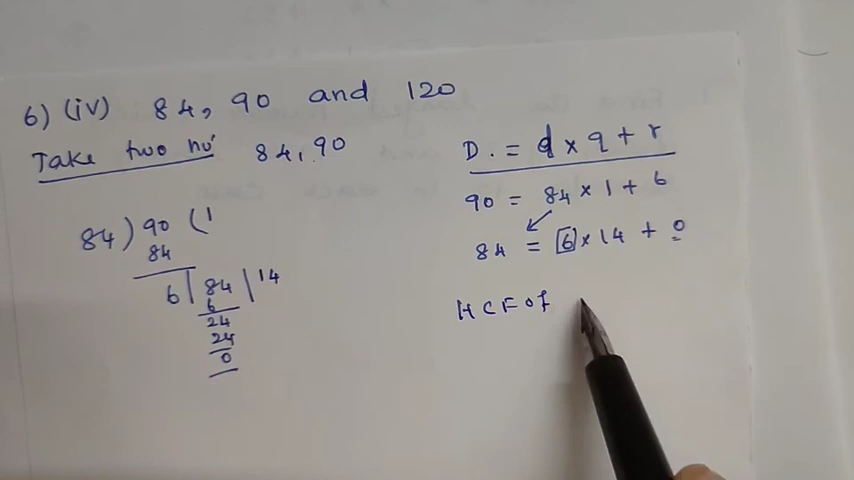 6) (iv) 84, 90 and 120
Take two no' 84, 90
D. = d × q + r
90 = 84 × 1 + 6
84 = 6 × 14 + 0
84 ) 90 ( 1
84
6 | 84 | 14
6
24
24
0
HCF of